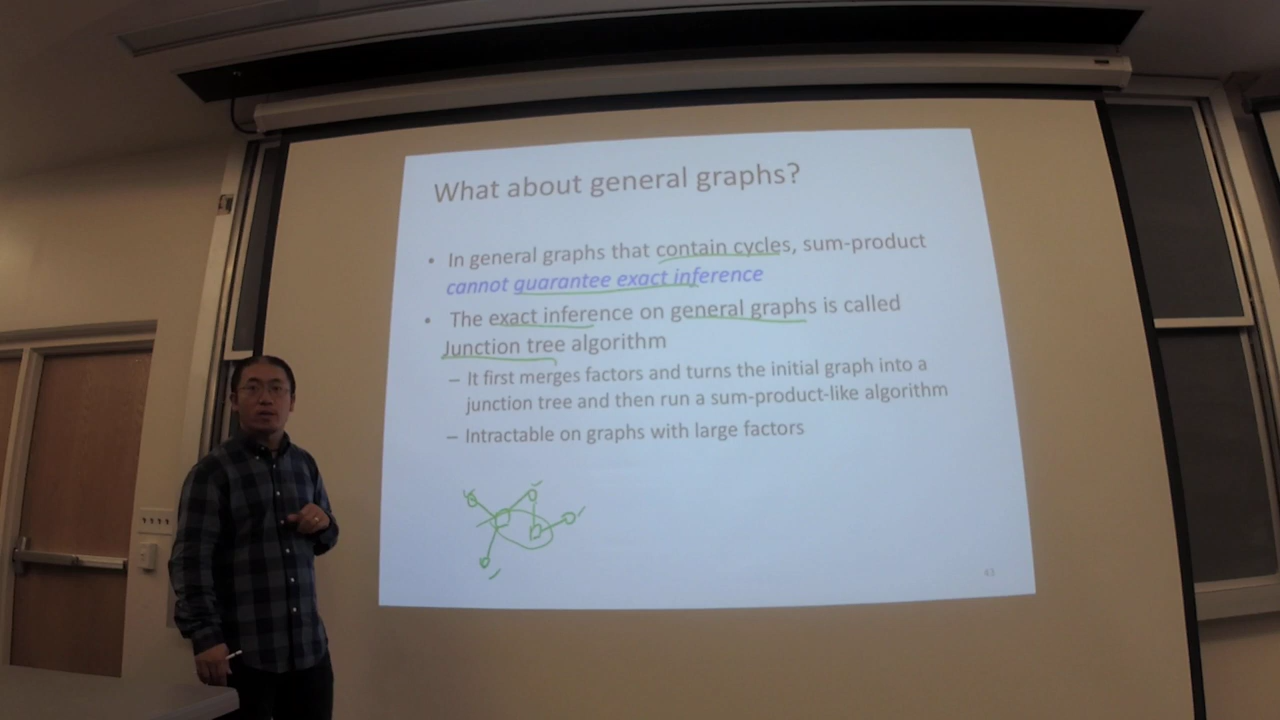 What about general graphs?
• In general graphs that contain cycles, sum-product
cannot guarantee exact inference
• The exact inference on general graphs is called
Junction tree algorithm
– It first merges factors and turns the initial graph into a
junction tree and then run a sum-product-like algorithm
– Intractable on graphs with large factors
43